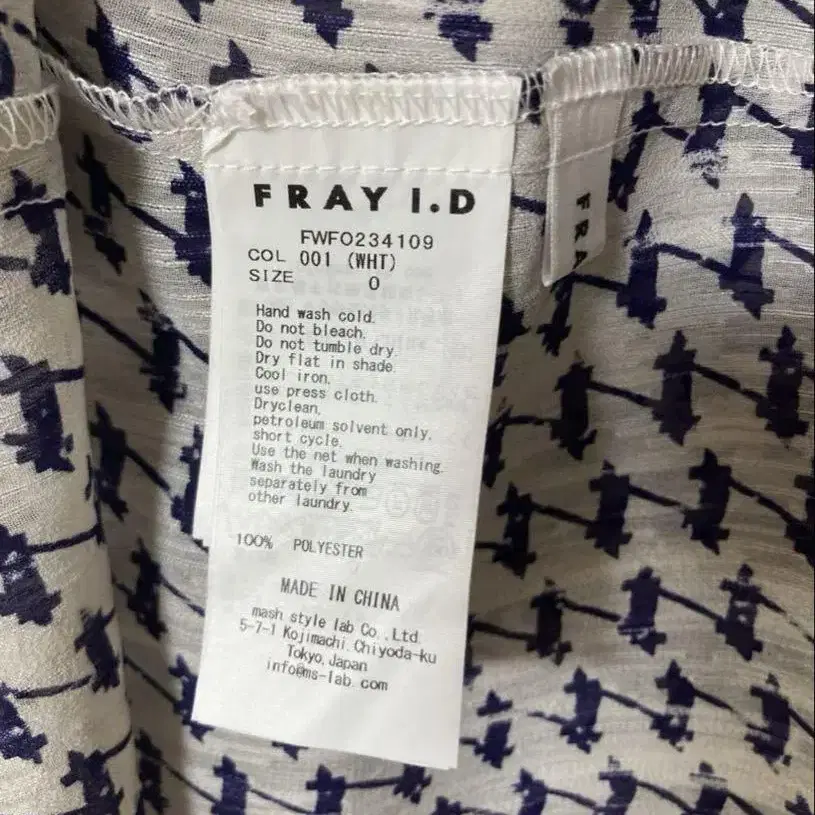 FRAY I.D
FWFO234109
COL 001 (WHT)
SIZE 0
Hand wash cold.
Do not bleach.
Do not tumble dry.
Dry flat in shade.
Cool iron,
use press cloth.
Dryclean,
petroleum solvent only.
short cycle.
Use the net when washing.
Wash the laundry
separately from
other laundry.
100% POLYESTER
MADE IN CHINA
mash style lab Co.,Ltd.
5-7-1 Kojimachi,Chiyoda-ku
Tokyo,Japan
info@ms-lab.com
FRA